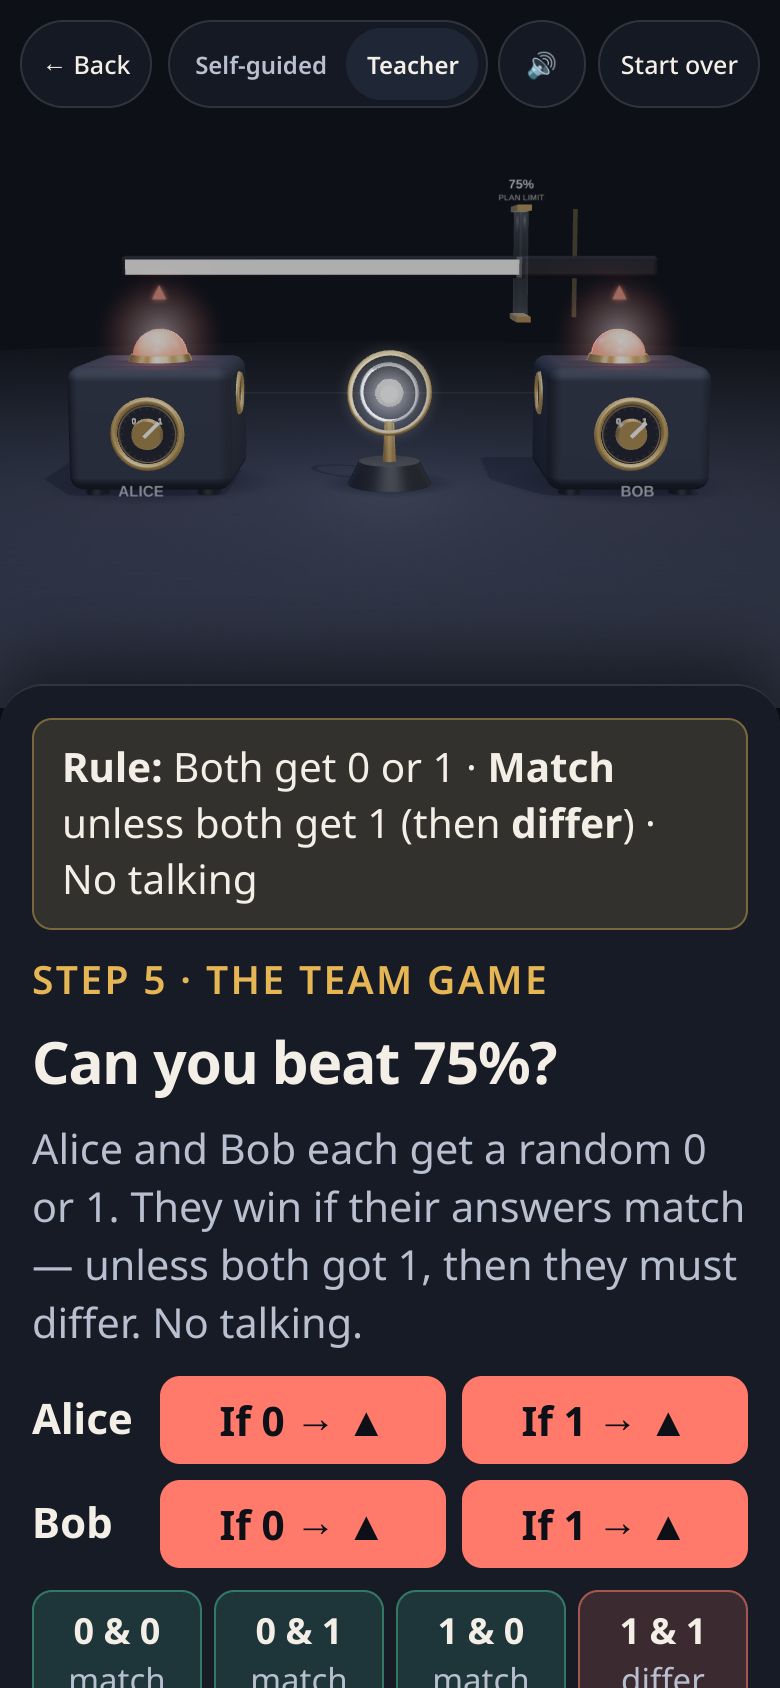 ← Back
Self-guided
Teacher
Start over
75%
PLAN LIMIT
0 1
0 1
ALICE
BOB
Rule: Both get 0 or 1 · Match
unless both get 1 (then differ) ·
No talking
STEP 5 · THE TEAM GAME
Can you beat 75%?
Alice and Bob each get a random 0
or 1. They win if their answers match
— unless both got 1, then they must
differ. No talking.
Alice
If 0 → ▲
If 1 → ▲
Bob
If 0 → ▲
If 1 → ▲
0 & 0
match
0 & 1
match
1 & 0
match
1 & 1
differ